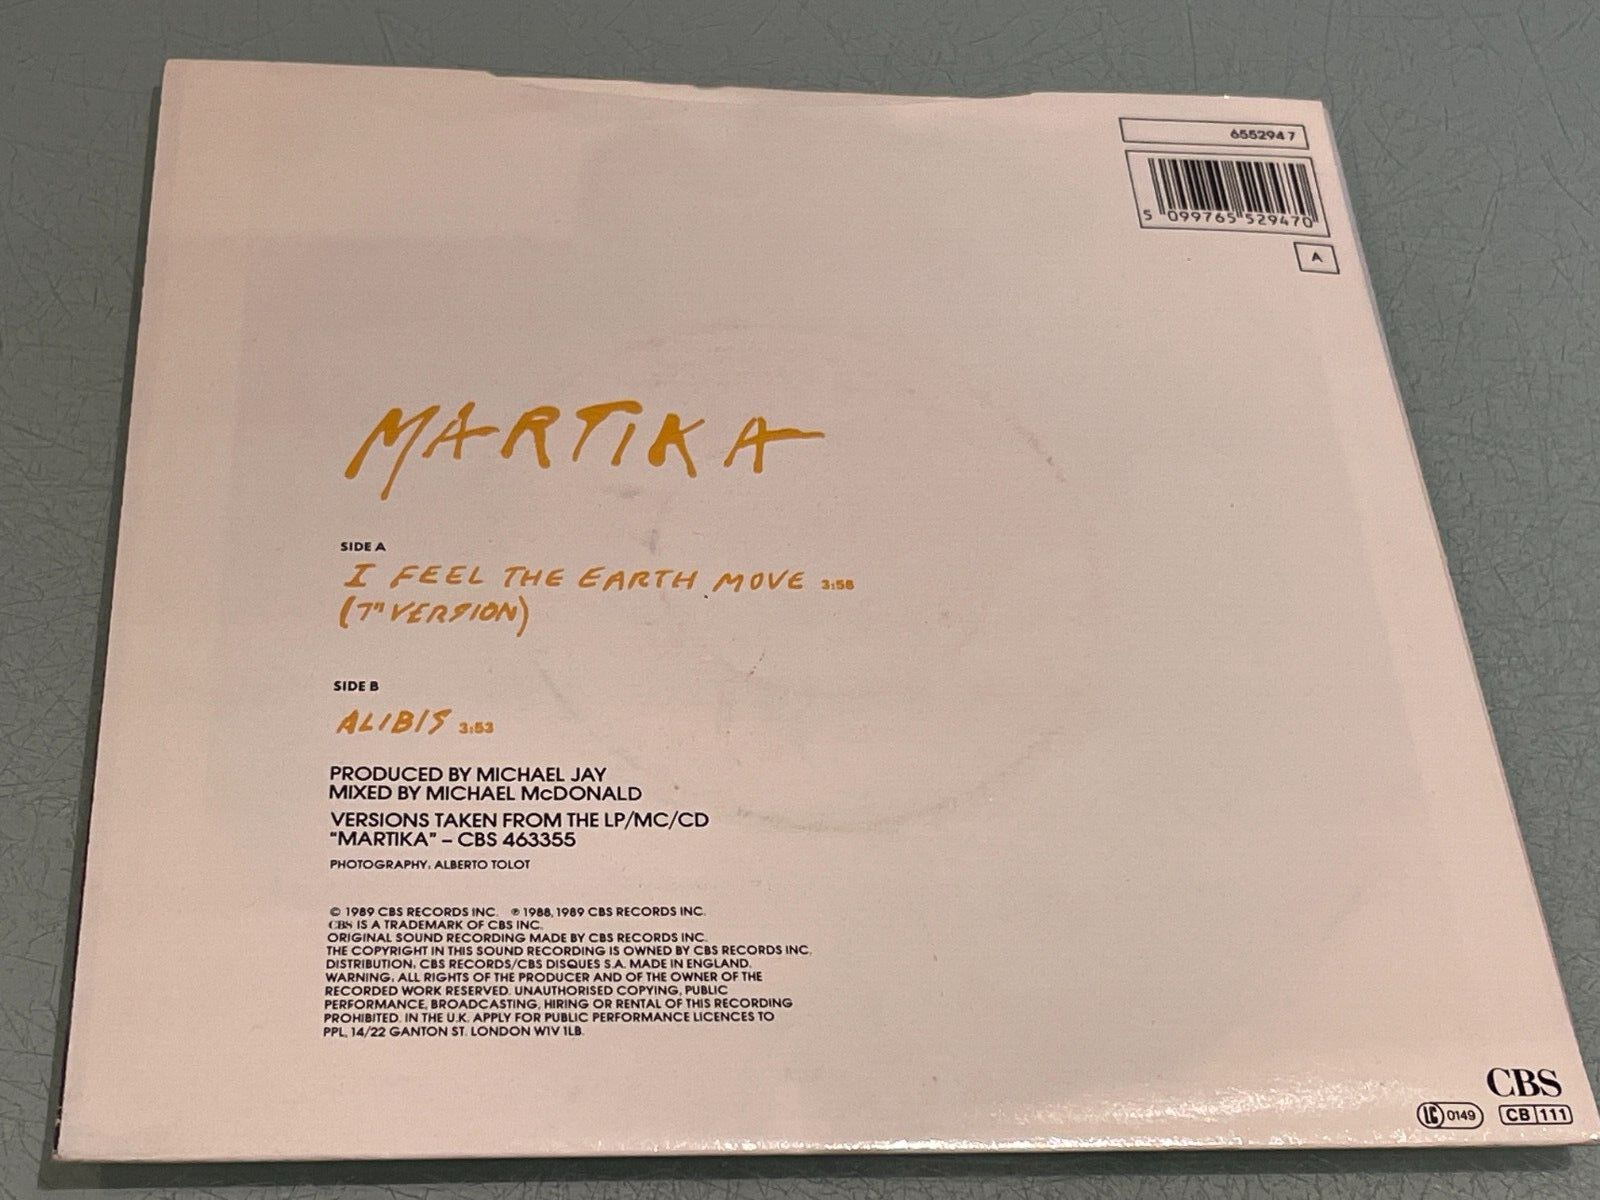 655294 7
5 099765 529470
A
MARTIKA
SIDE A
I FEEL THE EARTH MOVE 3:58
(7" VERSION)
SIDE B
ALIBIS 3:53
PRODUCED BY MICHAEL JAY
MIXED BY MICHAEL McDONALD
VERSIONS TAKEN FROM THE LP/MC/CD
“MARTIKA” – CBS 463355
PHOTOGRAPHY: ALBERTO TOLOT
© 1989 CBS RECORDS INC. ℗ 1988, 1989 CBS RECORDS INC.
CBS IS A TRADEMARK OF CBS INC.
ORIGINAL SOUND RECORDING MADE BY CBS RECORDS INC.
THE COPYRIGHT IN THIS SOUND RECORDING IS OWNED BY CBS RECORDS INC.
DISTRIBUTION: CBS RECORDS/CBS DISQUES S.A. MADE IN ENGLAND.
WARNING: ALL RIGHTS OF THE PRODUCER AND OF THE OWNER OF THE
RECORDED WORK RESERVED. UNAUTHORISED COPYING, PUBLIC
PERFORMANCE, BROADCASTING, HIRING OR RENTAL OF THIS RECORDING
PROHIBITED. IN THE U.K. APPLY FOR PUBLIC PERFORMANCE LICENCES TO
PPL, 14/22 GANTON ST. LONDON W1V 1LB.
CBS
LC 0149 CB 111